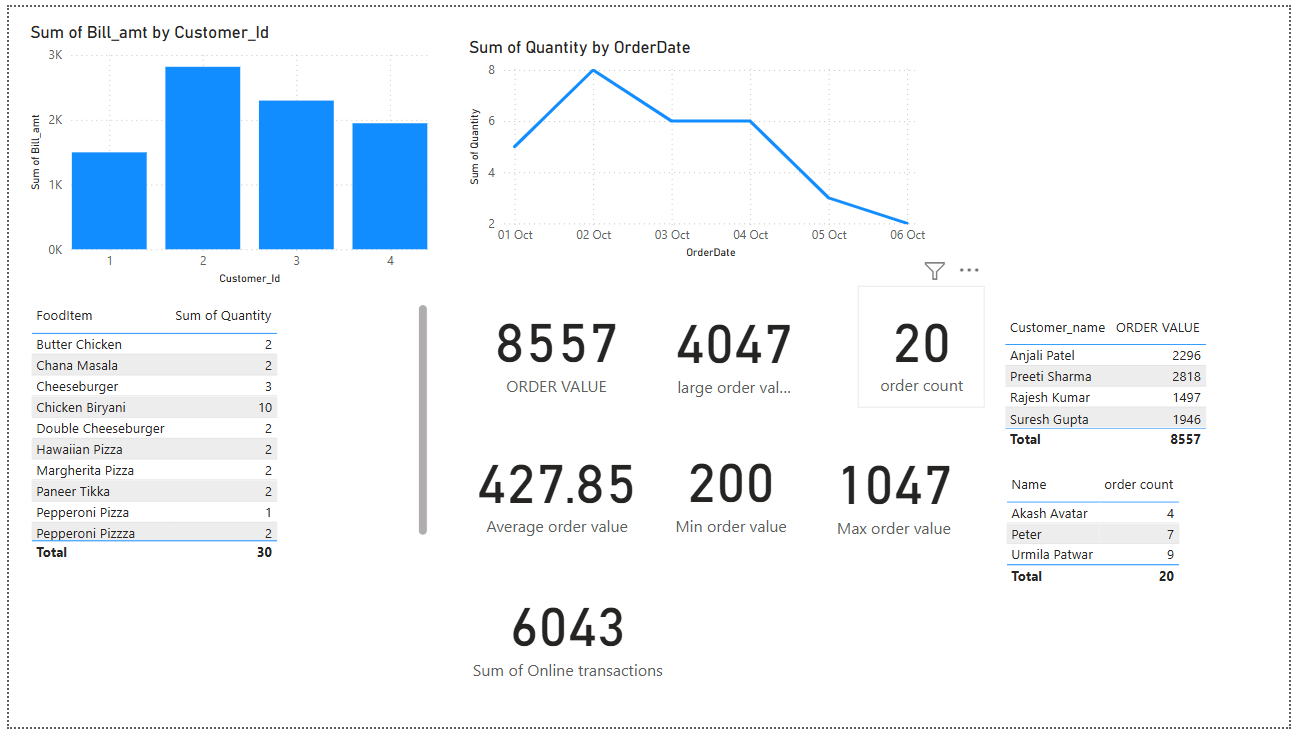 Sum of Bill_amt by Customer_Id
3K
2K
1K
0K
Sum of Bill_amt
1 2 3 4
Customer_Id
Sum of Quantity by OrderDate
8
6
4
2
Sum of Quantity
01 Oct 02 Oct 03 Oct 04 Oct 05 Oct 06 Oct
OrderDate
FoodItem Sum of Quantity
Butter Chicken 2
Chana Masala 2
Cheeseburger 3
Chicken Biryani 10
Double Cheeseburger 2
Hawaiian Pizza 2
Margherita Pizza 2
Paneer Tikka 2
Pepperoni Pizza 1
Pepperoni Pizzza 2
Total 30
8557
ORDER VALUE
4047
large order val...
20
order count
427.85
Average order value
200
Min order value
1047
Max order value
6043
Sum of Online transactions
Customer_name ORDER VALUE
Anjali Patel 2296
Preeti Sharma 2818
Rajesh Kumar 1497
Suresh Gupta 1946
Total 8557
Name order count
Akash Avatar 4
Peter 7
Urmila Patwar 9
Total 20